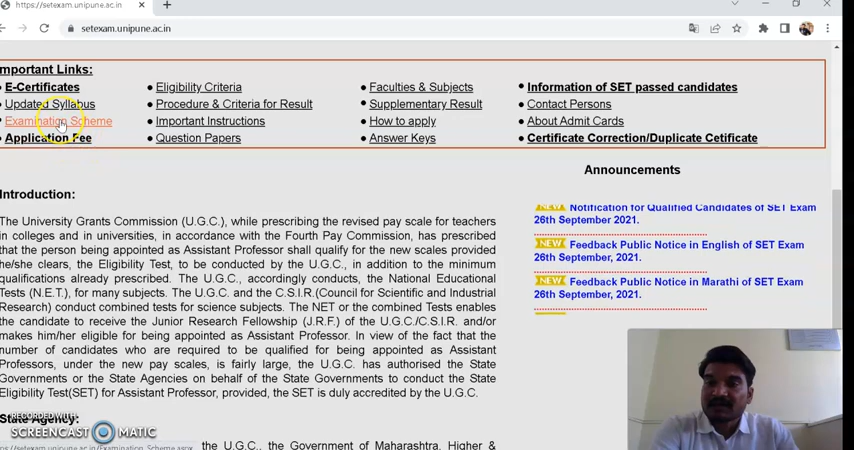 https://setexam.unipune.ac.in
setexam.unipune.ac.in
mportant Links:
E-Certificates
Eligibility Criteria
Faculties & Subjects
Information of SET passed candidates
Updated Syllabus
Procedure & Criteria for Result
Supplementary Result
Contact Persons
Examination Scheme
Important Instructions
How to apply
About Admit Cards
Application Fee
Question Papers
Answer Keys
Certificate Correction/Duplicate Cetificate
Announcements
Introduction:
The University Grants Commission (U.G.C.), while prescribing the revised pay scale for teachers
in colleges and in universities, in accordance with the Fourth Pay Commission, has prescribed
that the person being appointed as Assistant Professor shall qualify for the new scales provided
he/she clears, the Eligibility Test, to be conducted by the U.G.C., in addition to the minimum
qualifications already prescribed. The U.G.C., accordingly conducts, the National Educational
Tests (N.E.T.), for many subjects. The U.G.C. and the C.S.I.R.(Council for Scientific and Industrial
Research) conduct combined tests for science subjects. The NET or the combined Tests enables
the candidate to receive the Junior Research Fellowship (J.R.F.) of the U.G.C./C.S.I.R. and/or
makes him/her eligible for being appointed as Assistant Professor. In view of the fact that the
number of candidates who are required to be qualified for being appointed as Assistant
Professors, under the new pay scales, is fairly large, the U.G.C. has authorised the State
Governments or the State Agencies on behalf of the State Governments to conduct the State
Eligibility Test(SET) for Assistant Professor, provided, the SET is duly accredited by the U.G.C.
NEW Notification for Qualified Candidates of SET Exam
26th September 2021.
NEW Feedback Public Notice in English of SET Exam
26th September, 2021.
NEW Feedback Public Notice in Marathi of SET Exam
26th September, 2021.
State Agency:
RECORDED WITH
SCREENCAST MATIC
the U.G.C., the Government of Maharashtra, Higher &
https://setexam.unipune.ac.in/Examination_Scheme.aspx